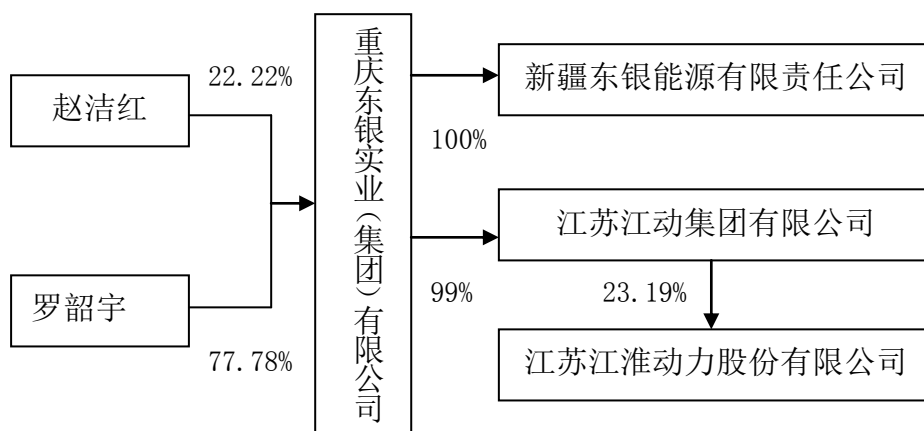 赵洁红
22.22%
罗韶宇
77.78%
重庆东银实业（集团）有限公司
100%
新疆东银能源有限责任公司
99%
江苏江动集团有限公司
23.19%
江苏江淮动力股份有限公司